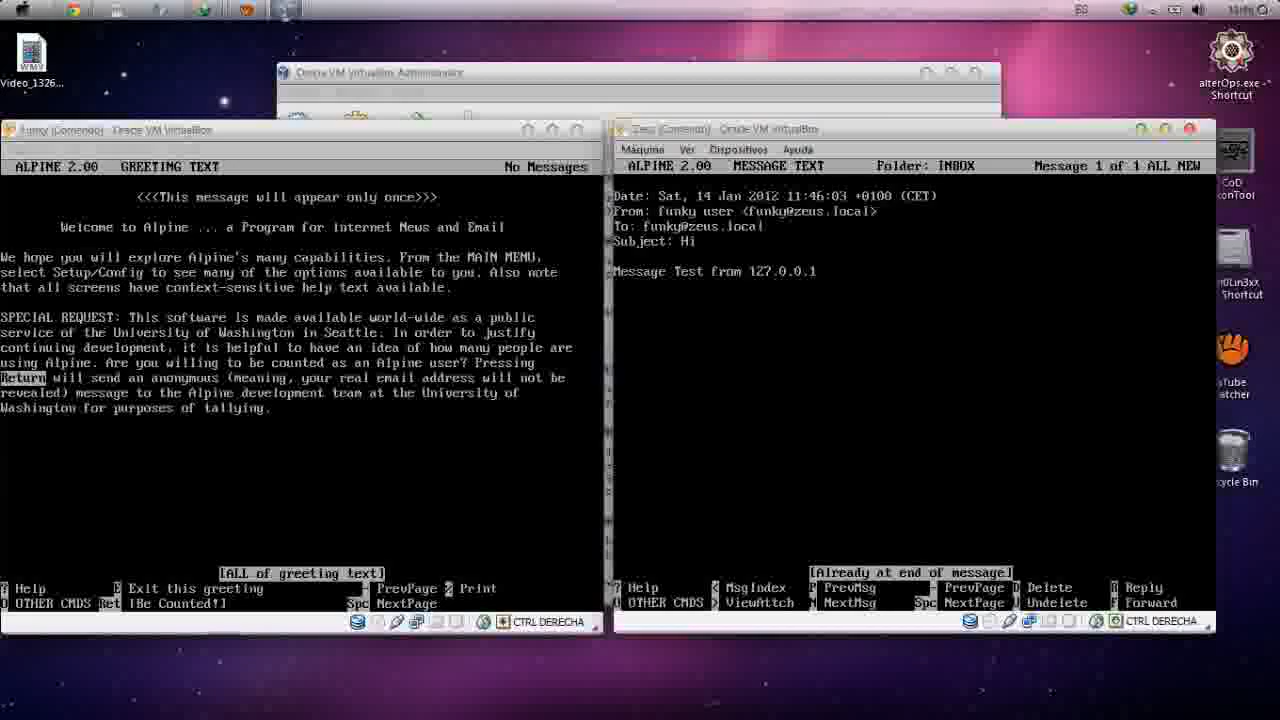 ES
WMV
Video_1326...
Oracle VM VirtualBox Administrator
alterOps.exe -
Shortcut
Funky [Corriendo] - Oracle VM VirtualBox
ALPINE 2.00 GREETING TEXT No Messages
<<<This message will appear only once>>>
Welcome to Alpine ... a Program for Internet News and Email
We hope you will explore Alpine's many capabilities. From the MAIN MENU,
select Setup/Config to see many of the options available to you. Also note
that all screens have context-sensitive help text available.
SPECIAL REQUEST: This software is made available world-wide as a public
service of the University of Washington in Seattle. In order to justify
continuing development, it is helpful to have an idea of how many people are
using Alpine. Are you willing to be counted as an Alpine user? Pressing
Return will send an anonymous (meaning, your real email address will not be
revealed) message to the Alpine development team at the University of
Washington for purposes of tallying.
[ALL of greeting text]
? Help E Exit this greeting - PrevPage % Print
O OTHER CMDS Ret [Be Counted!] Spc NextPage
CTRL DERECHA
Zeus [Corriendo] - Oracle VM VirtualBox
Máquina Ver Dispositivos Ayuda
ALPINE 2.00 MESSAGE TEXT Folder: INBOX Message 1 of 1 ALL NEW
Date: Sat, 14 Jan 2012 11:46:03 +0100 (CET)
From: funky user <funky@zeus.local>
To: funky@zeus.local
Subject: Hi
Message Test from 127.0.0.1
[Already at end of message]
? Help < MsgIndex P PrevMsg - PrevPage D Delete R Reply
O OTHER CMDS > ViewAttch N NextMsg Spc NextPage U Undelete F Forward
CTRL DERECHA
CoD
Shortcut
cycle Bin